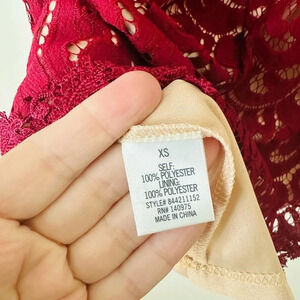 XS
SELF:
100% POLYESTER
LINING:
100% POLYESTER
STYLE# 844211152
RN# 140975
MADE IN CHINA